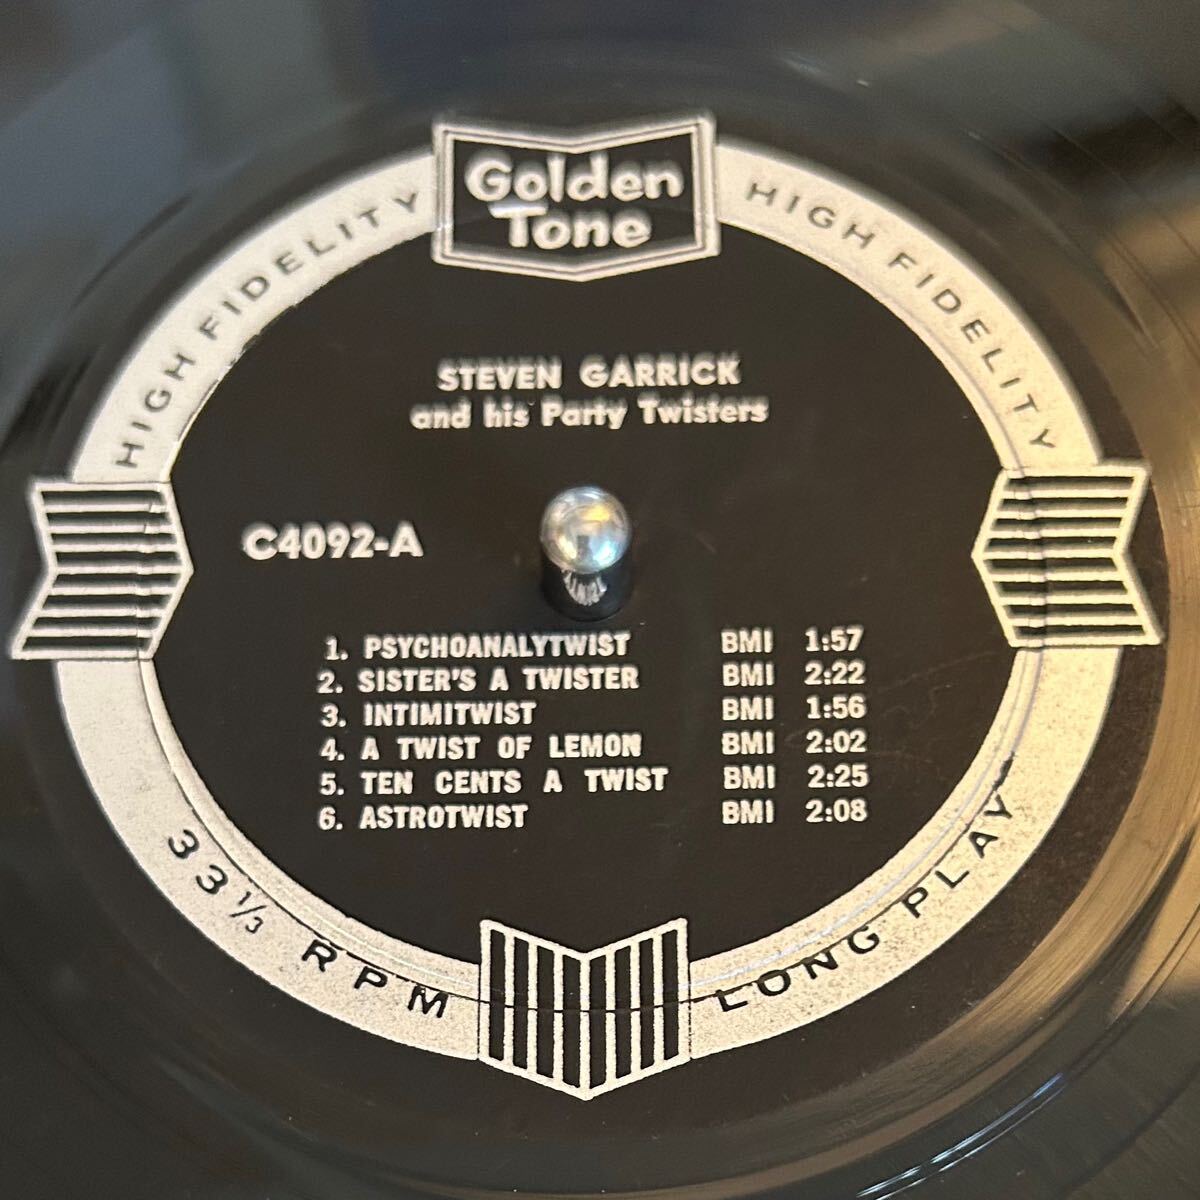 Golden
Tone
HIGH FIDELITY
HIGH FIDELITY
STEVEN GARRICK
and his Party Twisters
C4092-A
1. PSYCHOANALYTWIST BMI 1:57
2. SISTER'S A TWISTER BMI 2:22
3. INTIMITWIST BMI 1:56
4. A TWIST OF LEMON BMI 2:02
5. TEN CENTS A TWIST BMI 2:25
6. ASTROTWIST BMI 2:08
33 1/3 RPM
LONG PLAY